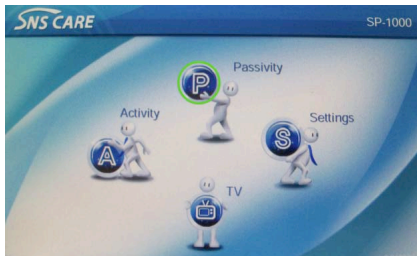 SNS CARE
SP-1000
P
Passivity
Activity
A
Settings
S
TV